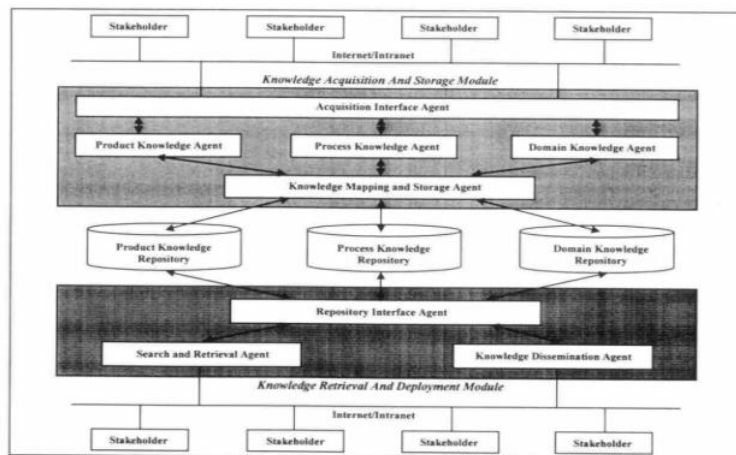 Stakeholder Stakeholder Stakeholder Stakeholder
Internet/Intranet
Knowledge Acquisition And Storage Module
Acquisition Interface Agent
Product Knowledge Agent Process Knowledge Agent Domain Knowledge Agent
Knowledge Mapping and Storage Agent
Product Knowledge Process Knowledge Domain Knowledge
Repository Repository Repository
Repository Interface Agent
Search and Retrieval Agent Knowledge Dissemination Agent
Knowledge Retrieval And Deployment Module
Internet/Intranet
Stakeholder Stakeholder Stakeholder Stakeholder